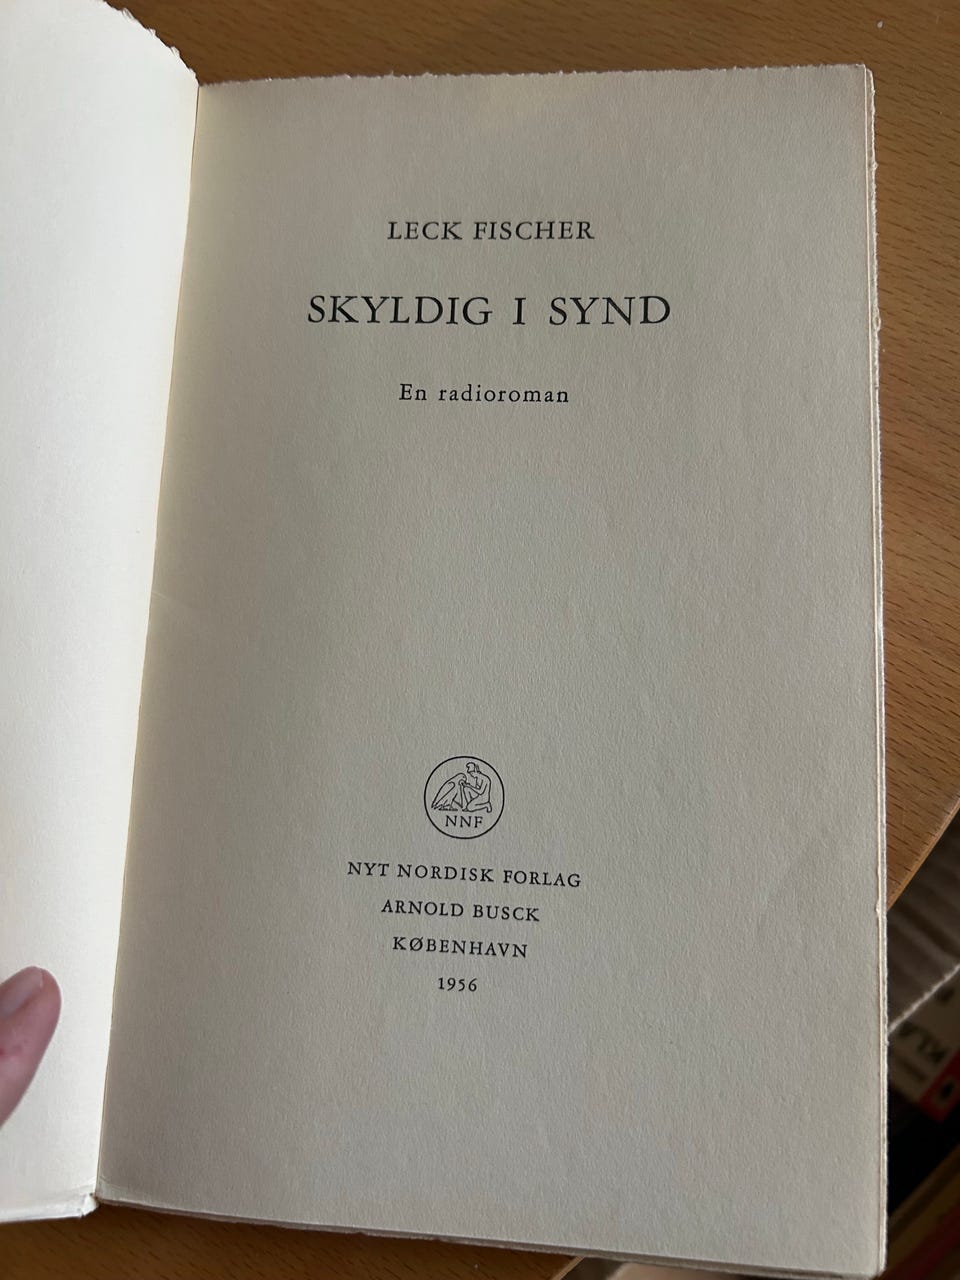 LECK FISCHER
SKYLDIG I SYND
En radioroman
NNF
NYT NORDISK FORLAG
ARNOLD BUSCK
KØBENHAVN
1956